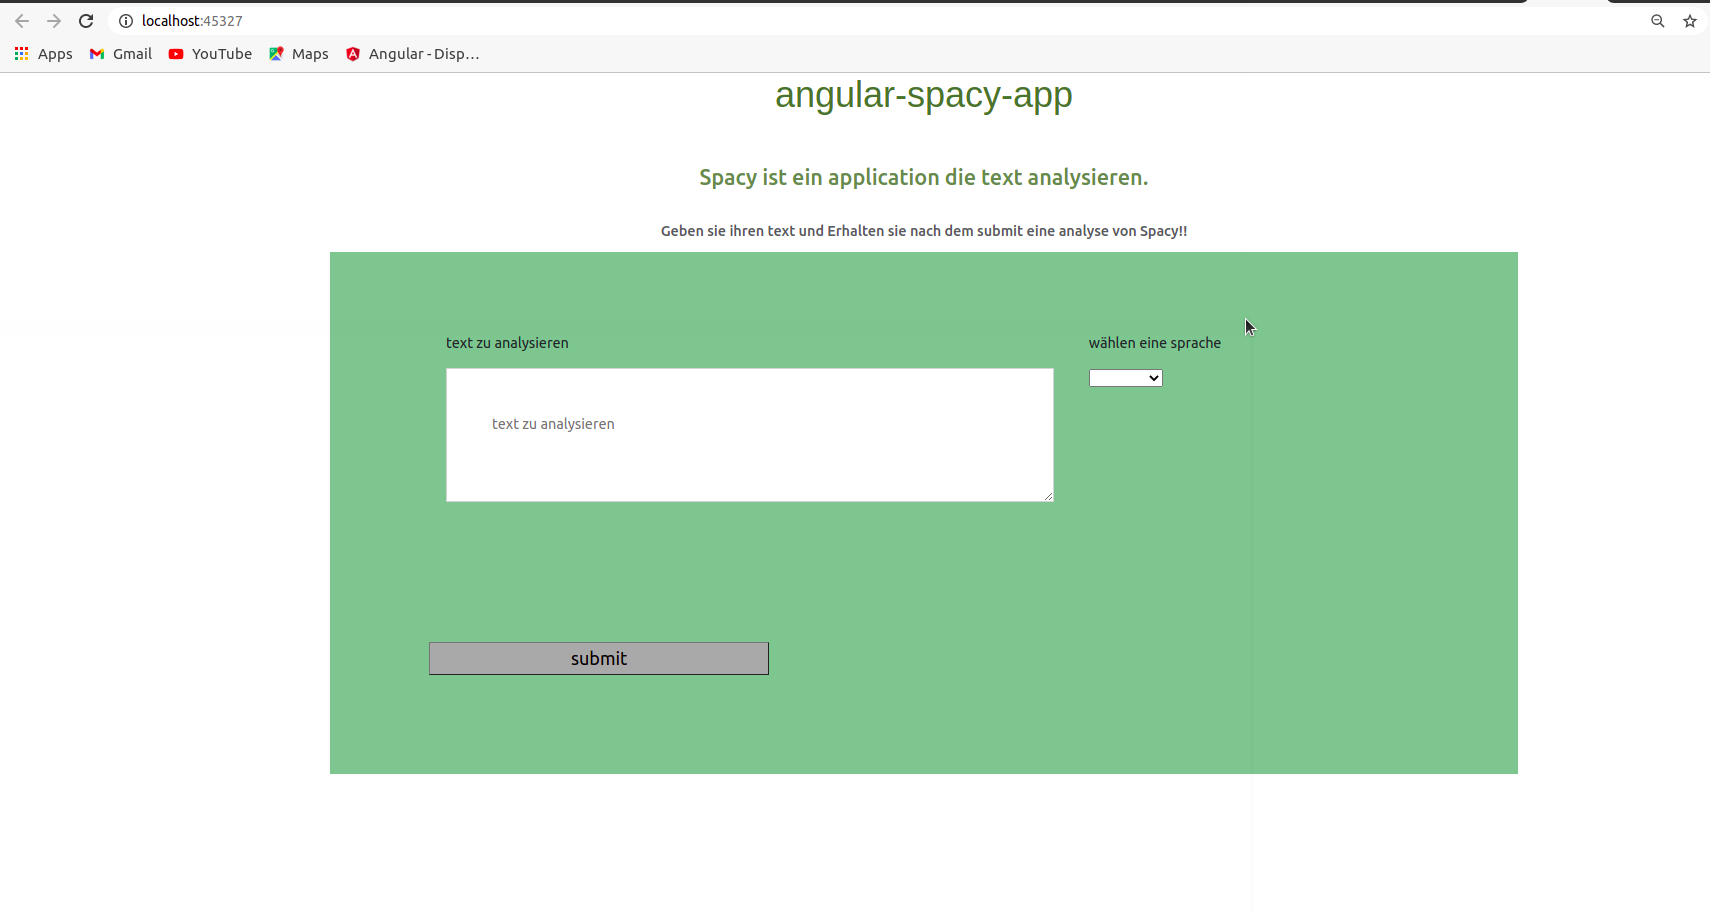 localhost:45327
Apps Gmail YouTube Maps Angular - Disp…
angular-spacy-app
Spacy ist ein application die text analysieren.
Geben sie ihren text und Erhalten sie nach dem submit eine analyse von Spacy!!
text zu analysieren wählen eine sprache
text zu analysieren
submit